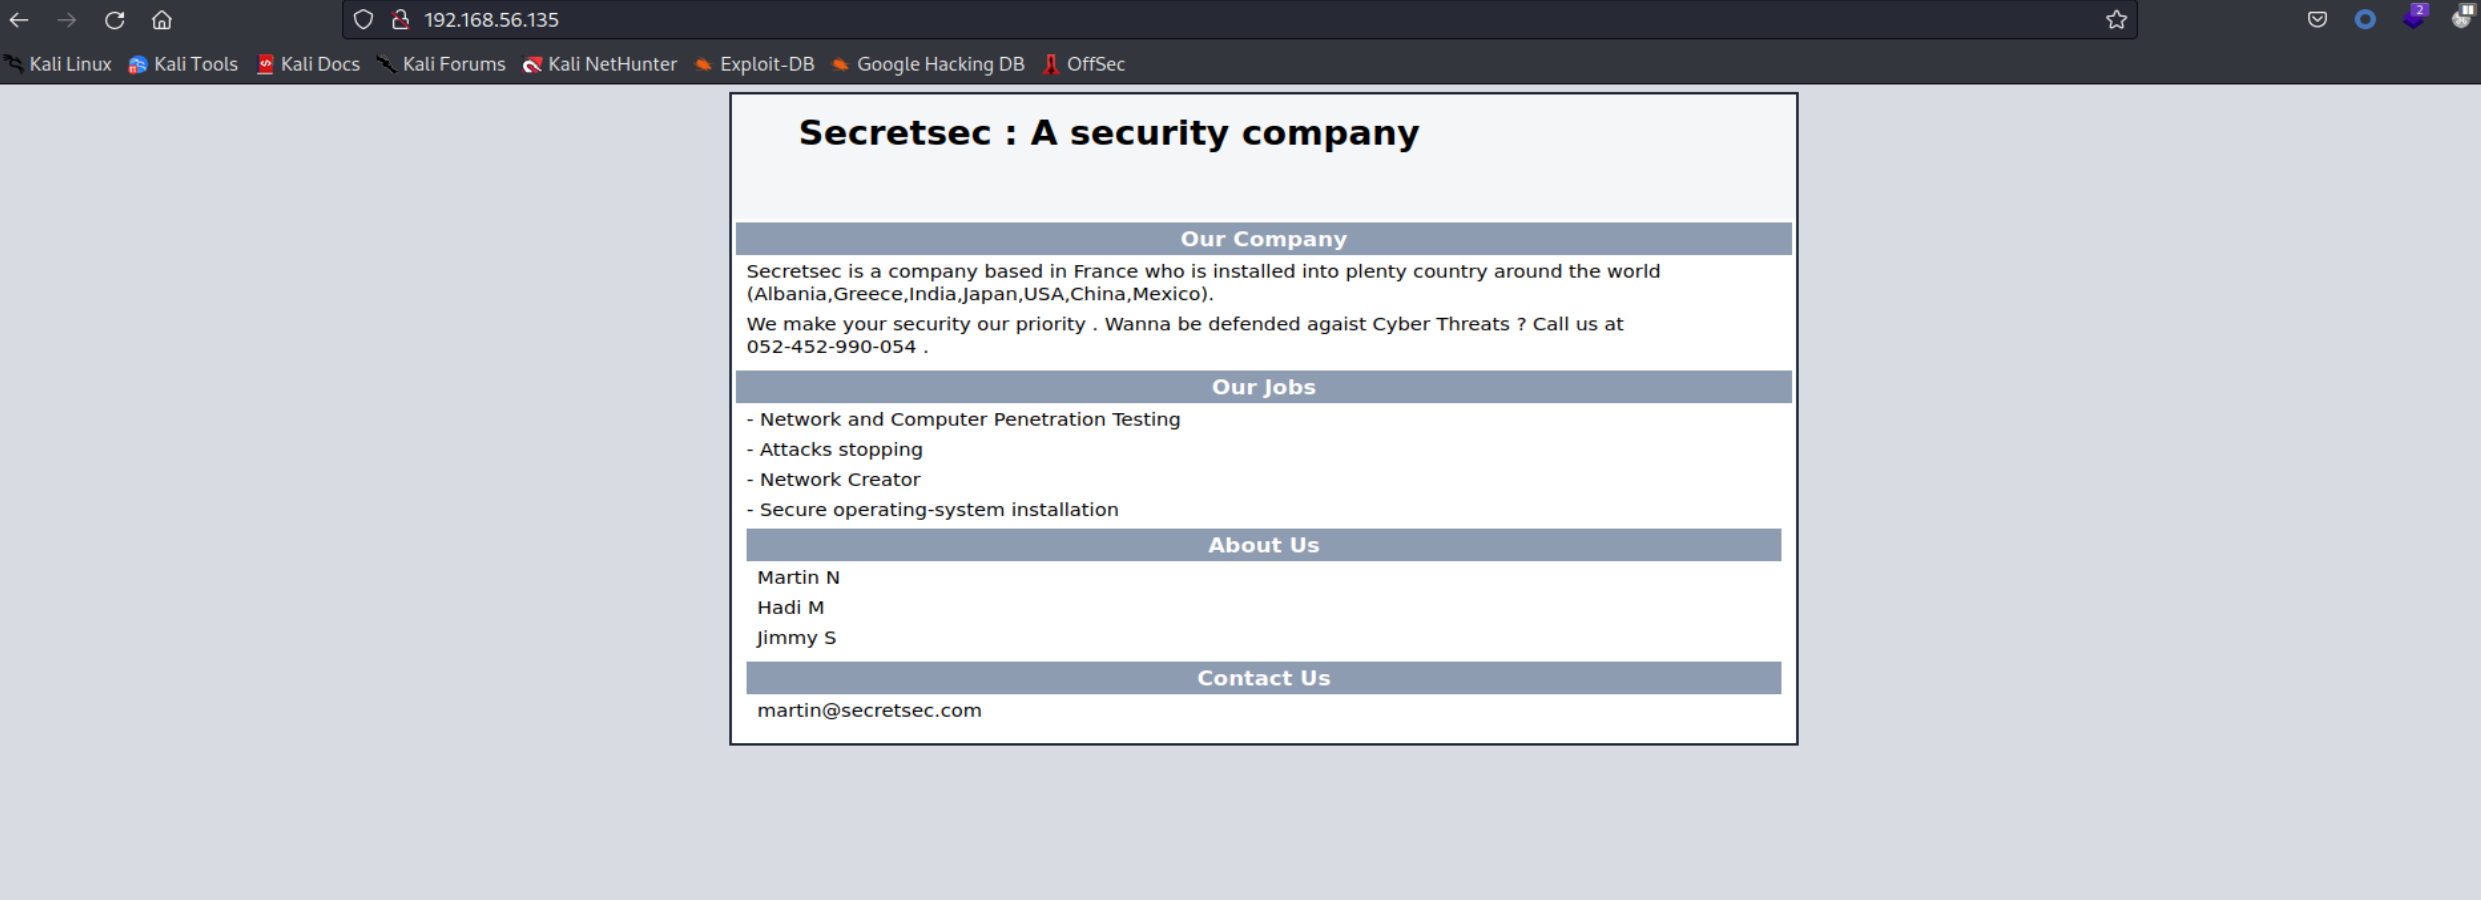 192.168.56.135
2
Kali Linux Kali Tools Kali Docs Kali Forums Kali NetHunter Exploit-DB Google Hacking DB OffSec
Secretsec : A security company
Our Company
Secretsec is a company based in France who is installed into plenty country around the world
(Albania,Greece,India,Japan,USA,China,Mexico).
We make your security our priority . Wanna be defended agaist Cyber Threats ? Call us at
052-452-990-054 .
Our Jobs
- Network and Computer Penetration Testing
- Attacks stopping
- Network Creator
- Secure operating-system installation
About Us
Martin N
Hadi M
Jimmy S
Contact Us
martin@secretsec.com